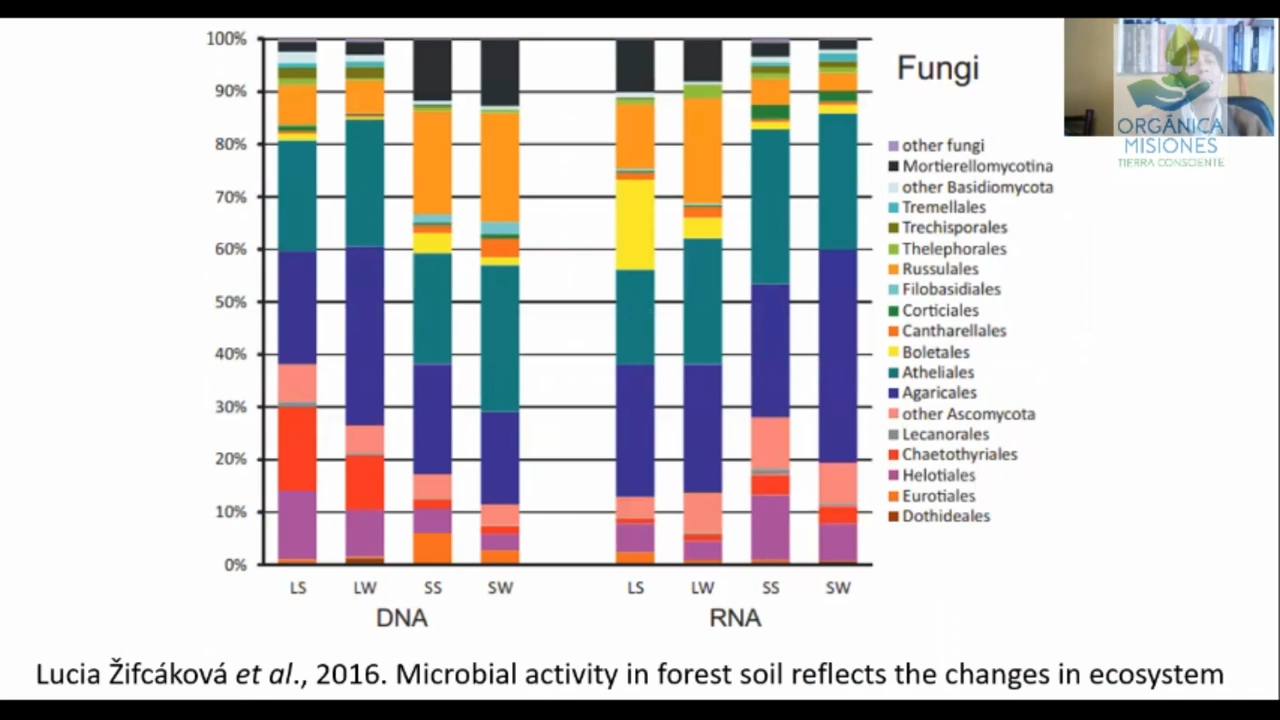 Fungi
100%
90%
80%
70%
60%
50%
40%
30%
20%
10%
0%
LS LW SS SW LS LW SS SW
DNA RNA
other fungi
Mortierellomycotina
other Basidiomycota
Tremellales
Trechisporales
Thelephorales
Russulales
Filobasidiales
Corticiales
Cantharellales
Boletales
Atheliales
Agaricales
other Ascomycota
Lecanorales
Chaetothyriales
Helotiales
Eurotiales
Dothideales
ORGÁNICA
MISIONES
TIERRA CONSCIENTE
Lucia Žifcáková et al., 2016. Microbial activity in forest soil reflects the changes in ecosystem